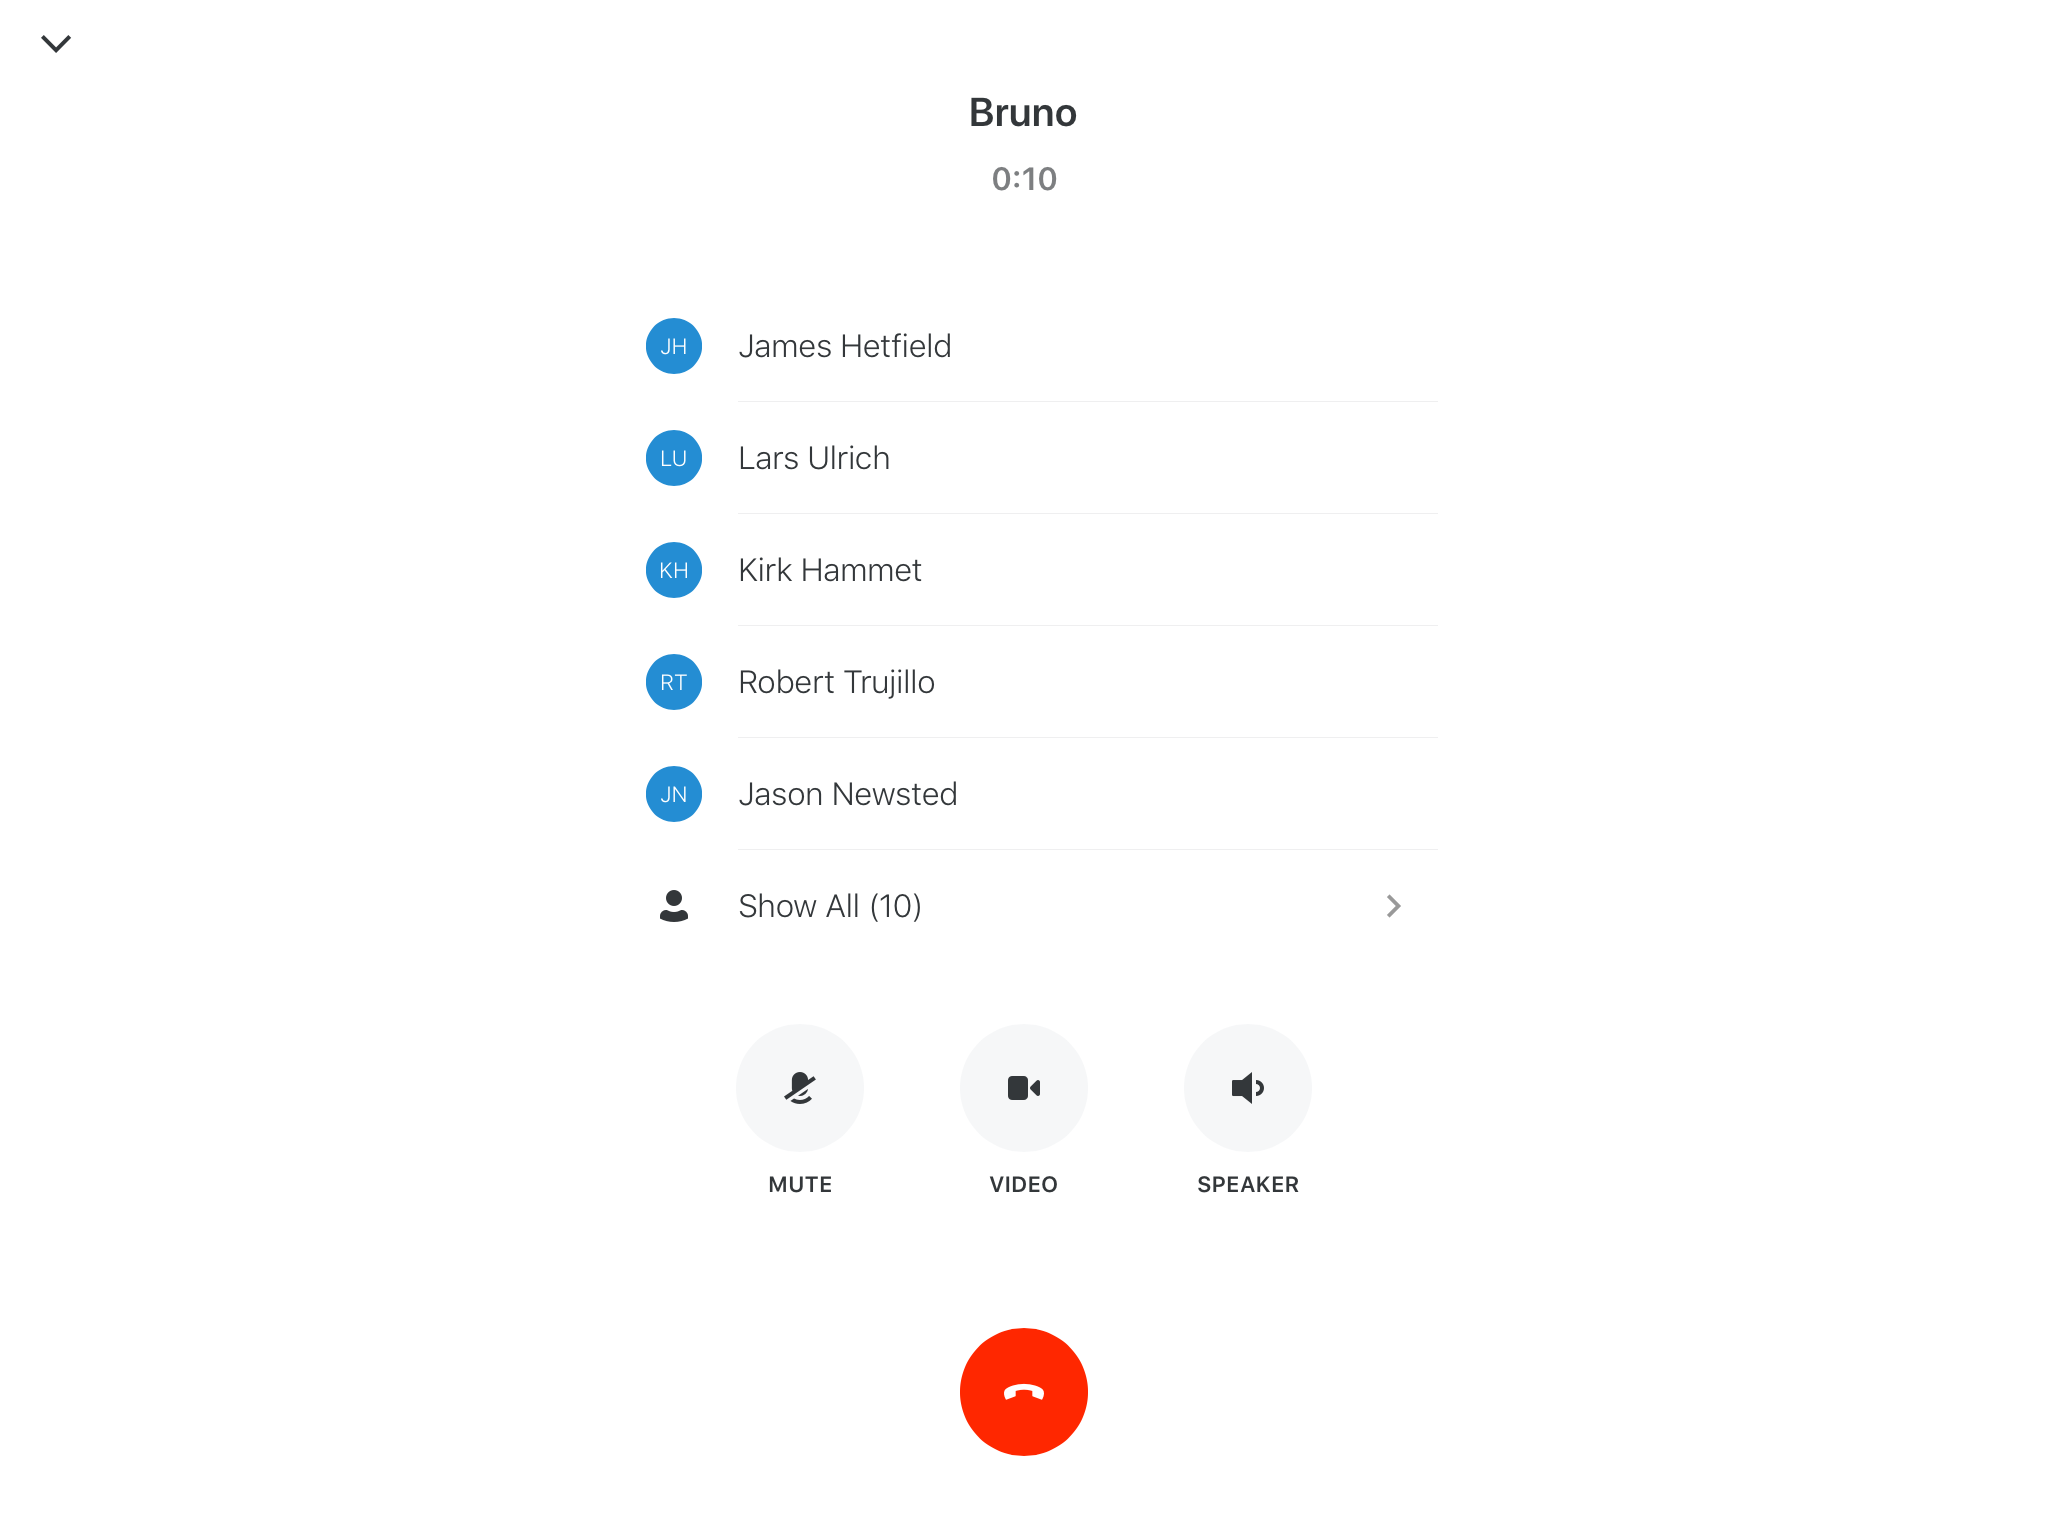 Bruno
0:10
JH James Hetfield
LU Lars Ulrich
KH Kirk Hammet
RT Robert Trujillo
JN Jason Newsted
Show All (10)
MUTE VIDEO SPEAKER